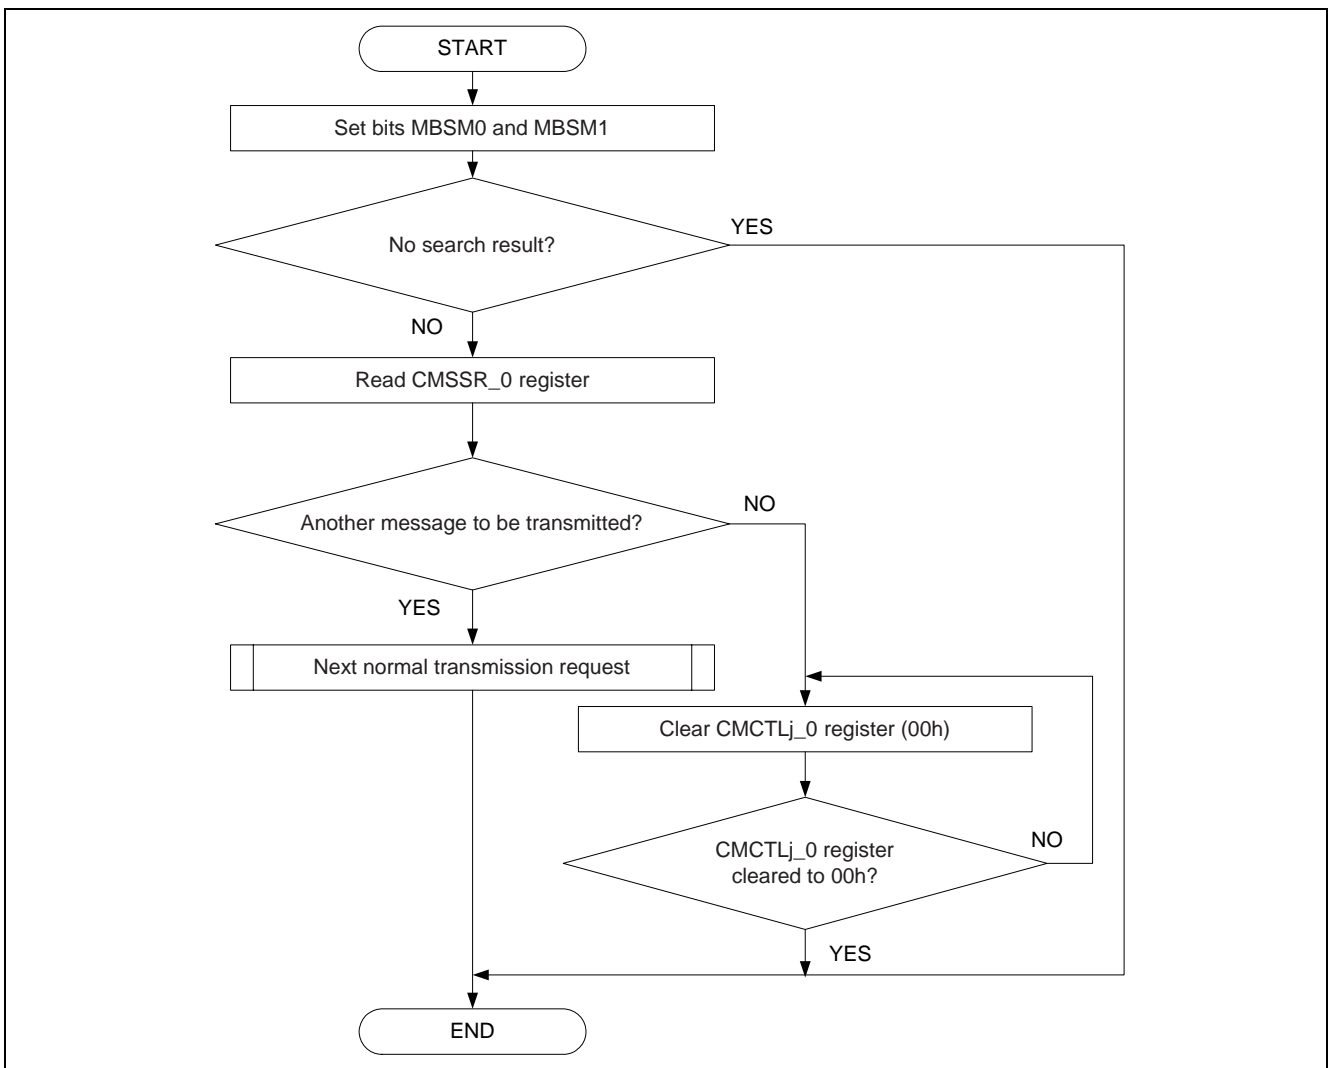 START
Set bits MBSM0 and MBSM1
No search result?
YES
NO
Read CMSSR_0 register
Another message to be transmitted?
NO
YES
Next normal transmission request
Clear CMCTLj_0 register (00h)
CMCTLj_0 register
cleared to 00h?
NO
YES
END